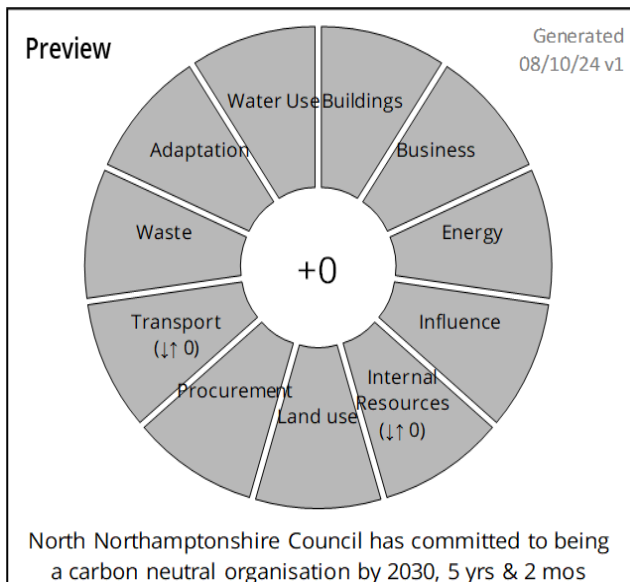 Preview
Generated
08/10/24 v1
Water Use
Buildings
Adaptation
Business
Waste
Energy
Transport
(↓↑ 0)
Influence
+0
Procurement
Internal
Resources
(↓↑ 0)
Land use
North Northamptonshire Council has committed to being
a carbon neutral organisation by 2030, 5 yrs & 2 mos